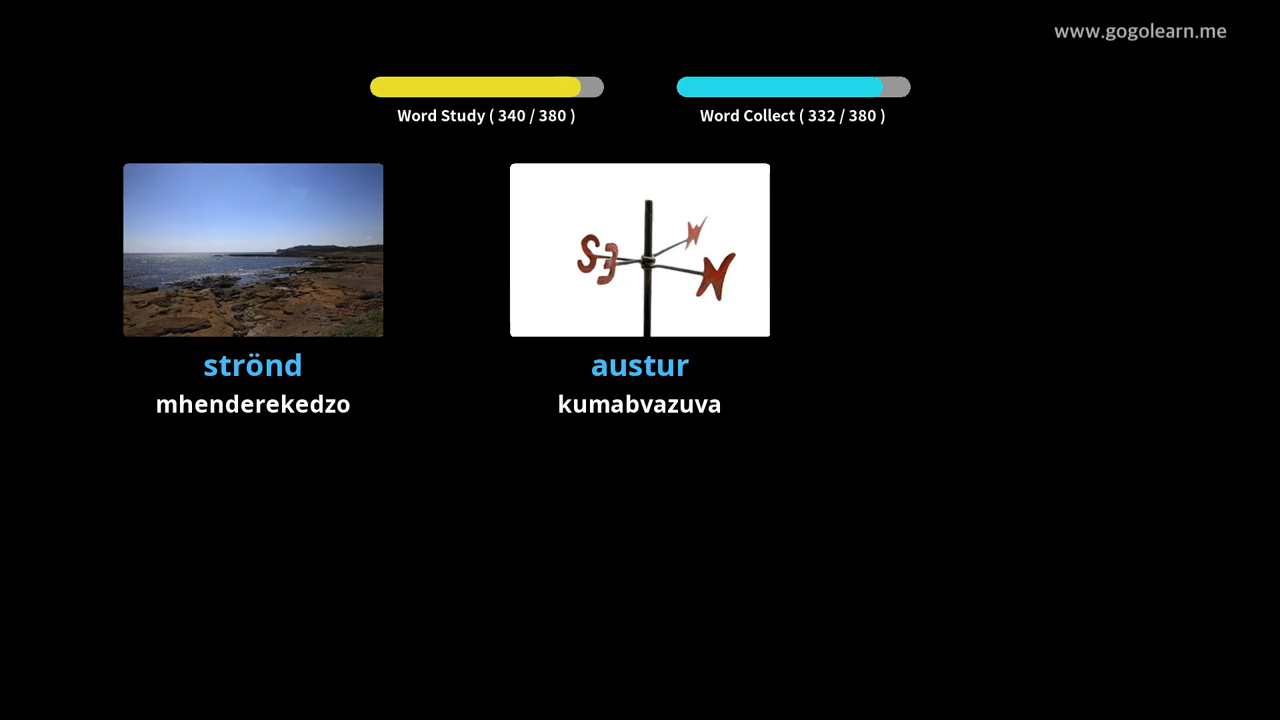 www.gogolearn.me
Word Study ( 340 / 380 )
Word Collect ( 332 / 380 )
S E N W
strönd
austur
mhenderekedzo
kumabvazuva